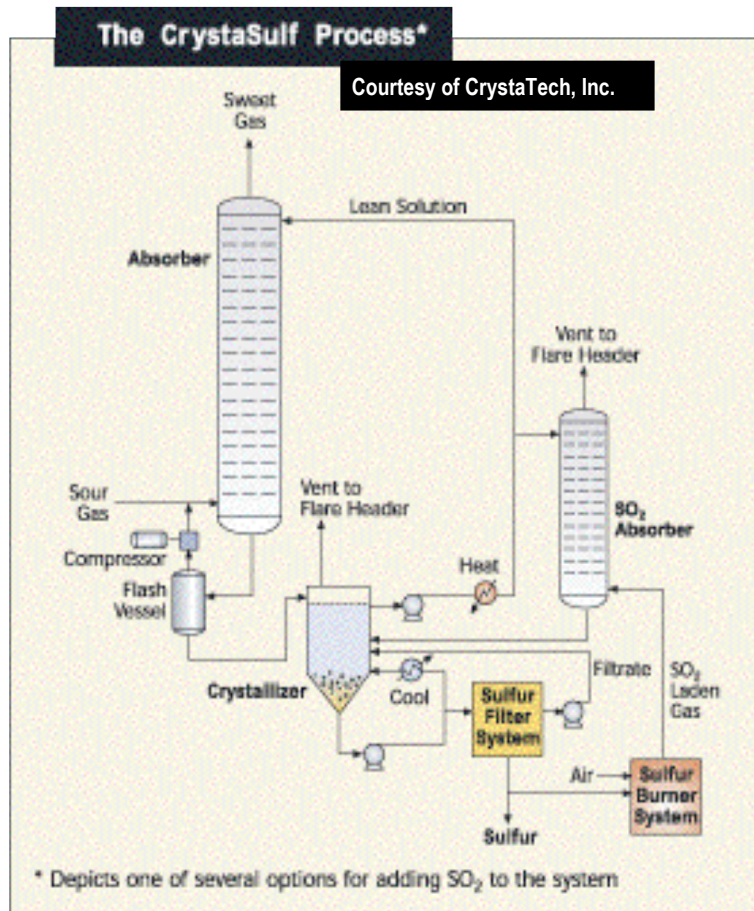 The CrystaSulf Process*
Courtesy of CrystaTech, Inc.
Sweet
Gas
Lean Solution
Absorber
Vent to
Flare Header
Sour
Gas
Vent to
Flare Header
SO₂
Absorber
Compressor
Heat
Flash
Vessel
Crystallizer
Cool
Filtrate
SO₂
Laden
Gas
Sulfur
Filter
System
Air
Sulfur
Burner
System
Sulfur
* Depicts one of several options for adding SO₂ to the system